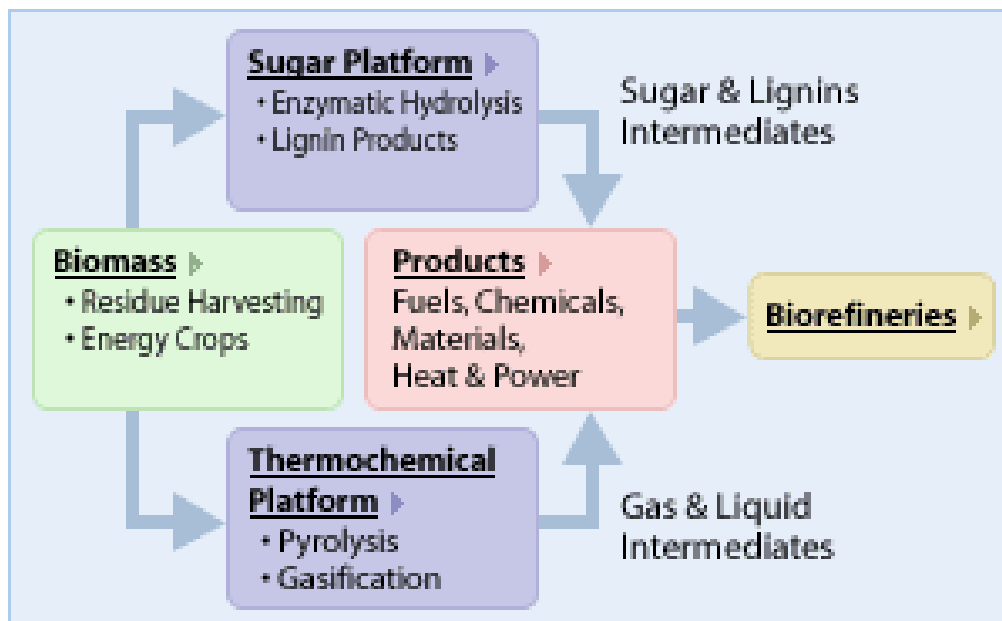 Sugar Platform
• Enzymatic Hydrolysis
• Lignin Products
Sugar & Lignins
Intermediates
Biomass
• Residue Harvesting
• Energy Crops
Products
Fuels, Chemicals,
Materials,
Heat & Power
Biorefineries
Thermochemical
Platform
• Pyrolysis
• Gasification
Gas & Liquid
Intermediates